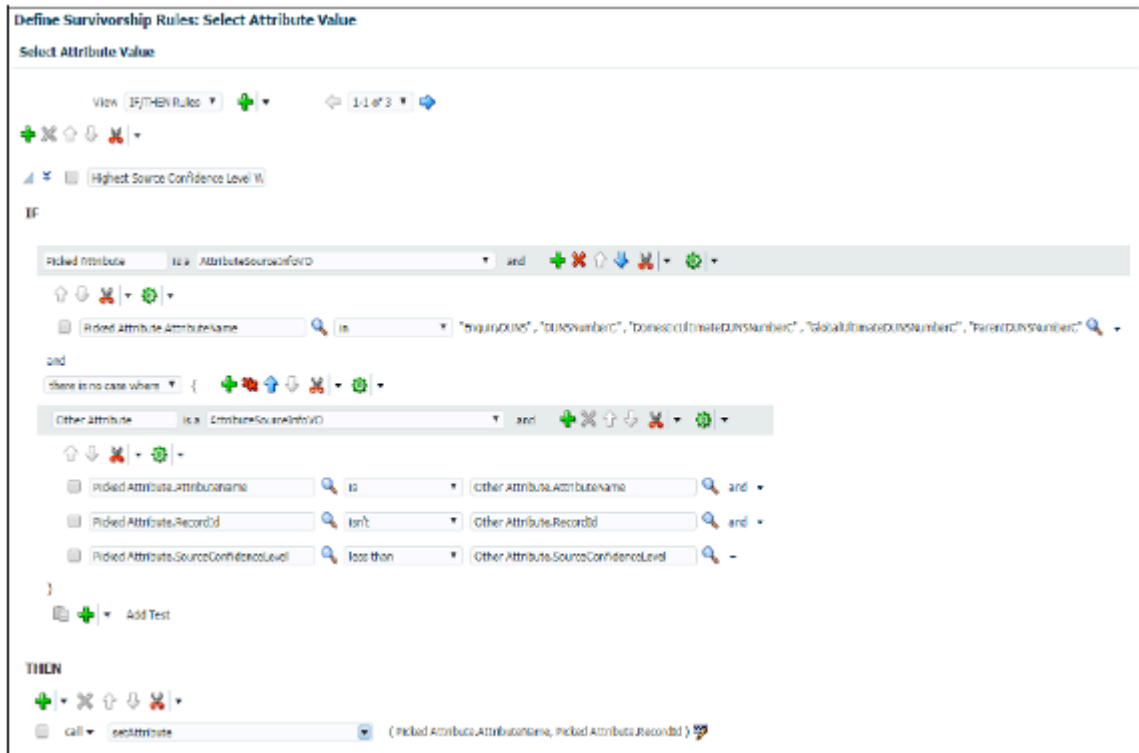 Define Survivorship Rules: Select Attribute Value
Select Attribute Value
View IF/THEN Rules 1-1 of 3
Highest Source Confidence Level W
IF
Picked Attribute is a AttributeSourceInfoVO and
Picked Attribute.AttributeName in "EnquiryDUNS", "DUNSNumberC", "DomesticUltimateDUNSNumberC", "GlobalUltimateDUNSNumberC", "ParentDUNSNumberC"
and
there is no case where {
Other Attribute is a AttributeSourceInfoVO and
Picked Attribute.AttributeName is Other Attribute.AttributeName and
Picked Attribute.RecordId isn't Other Attribute.RecordId and
Picked Attribute.SourceConfidenceLevel less than Other Attribute.SourceConfidenceLevel
}
Add Test
THEN
call setAttribute ( Picked Attribute.AttributeName, Picked Attribute.RecordId )